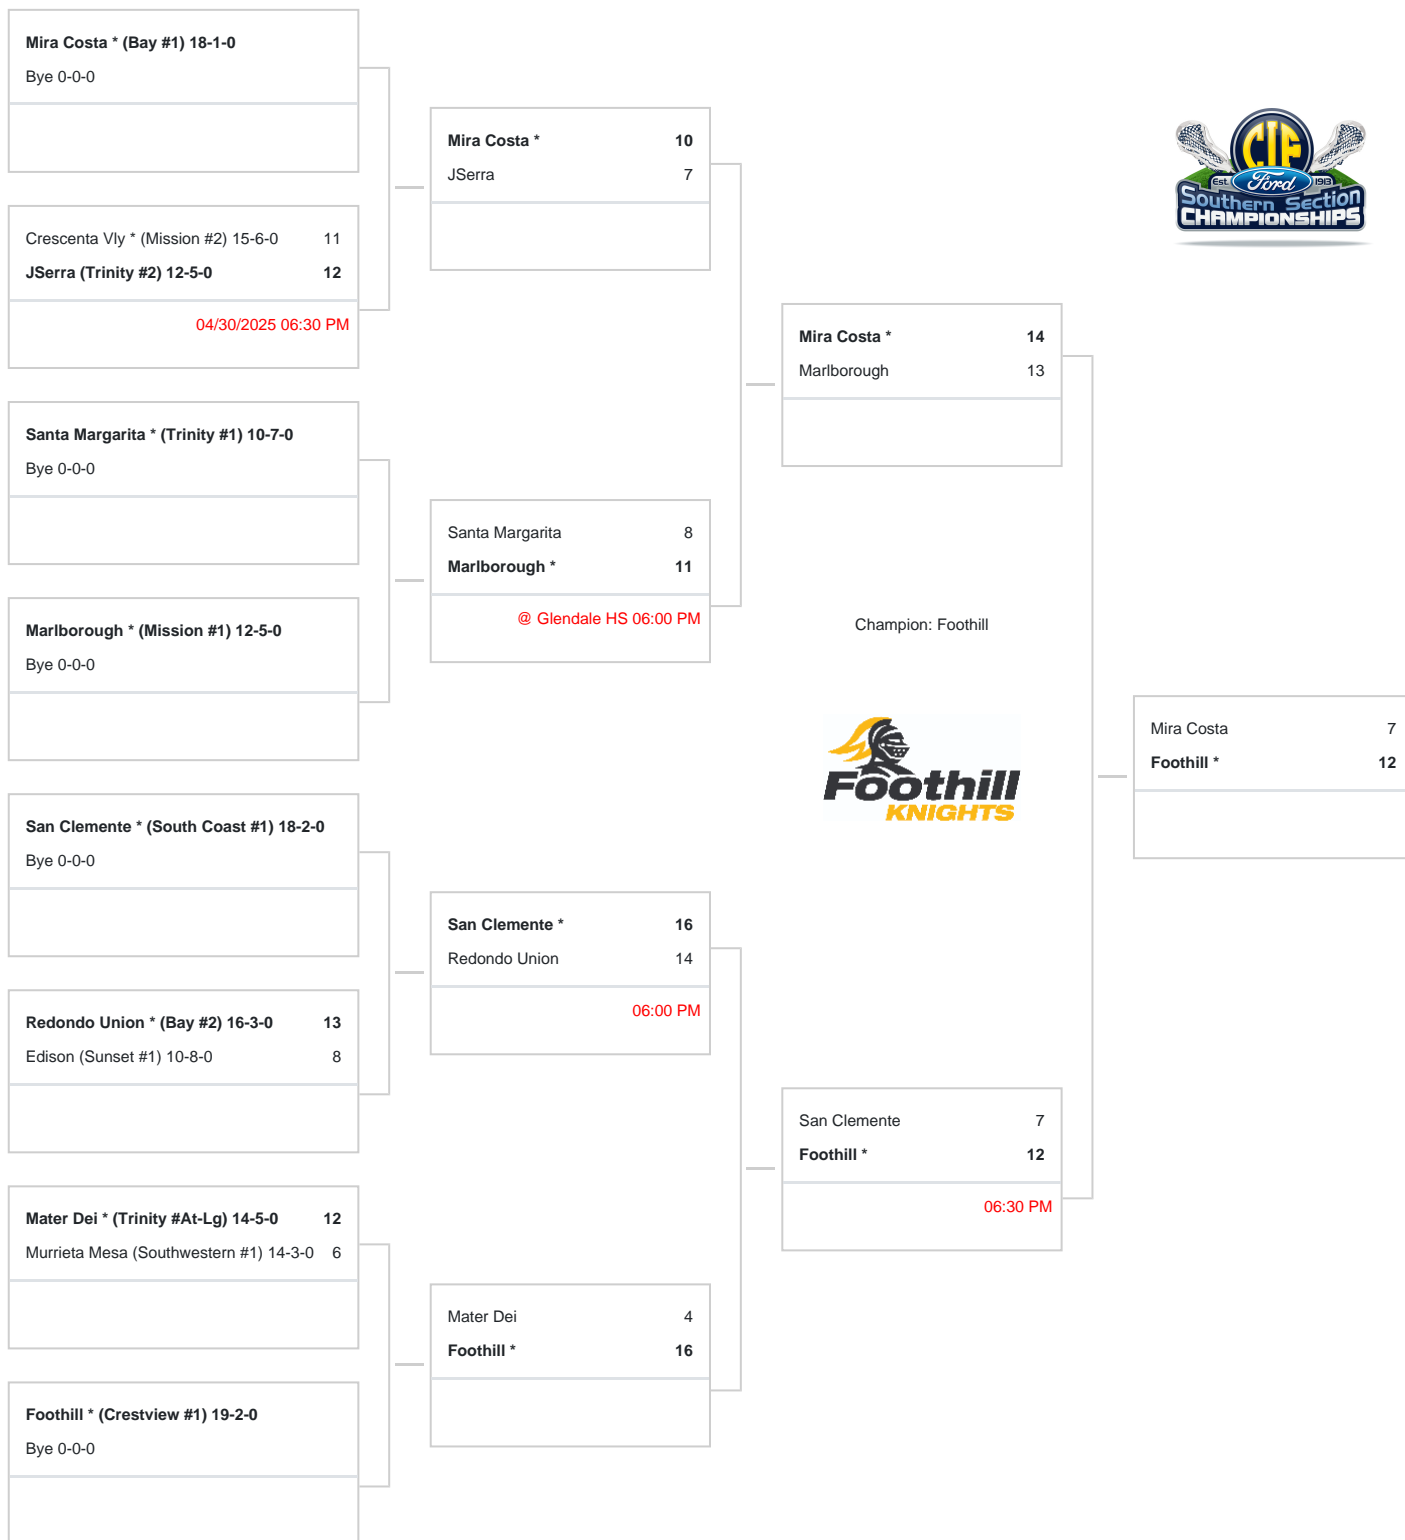 Mira Costa * (Bay #1) 18-1-0
Bye 0-0-0
Crescenta Vly * (Mission #2) 15-6-0 11
JSerra (Trinity #2) 12-5-0 12
04/30/2025 06:30 PM
Santa Margarita * (Trinity #1) 10-7-0
Bye 0-0-0
Marlborough * (Mission #1) 12-5-0
Bye 0-0-0
San Clemente * (South Coast #1) 18-2-0
Bye 0-0-0
Redondo Union * (Bay #2) 16-3-0 13
Edison (Sunset #1) 10-8-0 8
Mater Dei * (Trinity #At-Lg) 14-5-0 12
Murrieta Mesa (Southwestern #1) 14-3-0 6
Foothill * (Crestview #1) 19-2-0
Bye 0-0-0
Mira Costa * 10
JSerra 7
Santa Margarita 8
Marlborough * 11
@ Glendale HS 06:00 PM
San Clemente * 16
Redondo Union 14
06:00 PM
Mater Dei 4
Foothill * 16
Mira Costa * 14
Marlborough 13
Champion: Foothill
Foothill
KNIGHTS
San Clemente 7
Foothill * 12
06:30 PM
CIF
Est. Ford 1913
Southern Section
CHAMPIONSHIPS
Mira Costa 7
Foothill * 12